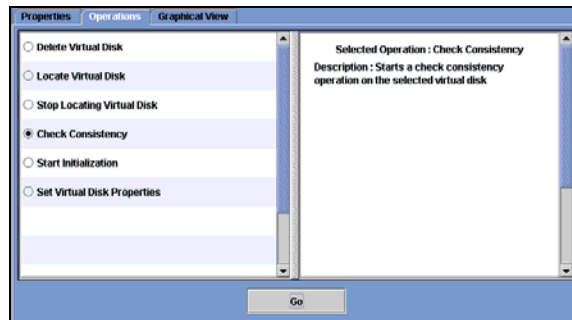 Properties Operations Graphical View
Delete Virtual Disk
Locate Virtual Disk
Stop Locating Virtual Disk
Check Consistency
Start Initialization
Set Virtual Disk Properties
Selected Operation : Check Consistency
Description : Starts a check consistency
operation on the selected virtual disk
Go